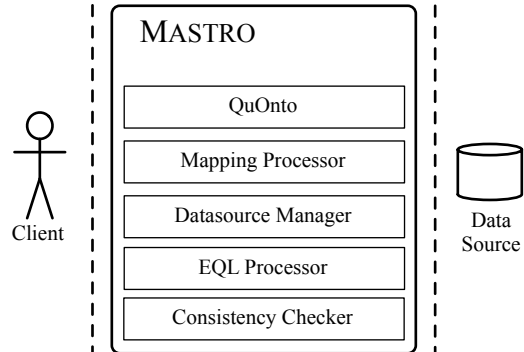 MASTRO
QuOnto
Mapping Processor
Datasource Manager
EQL Processor
Consistency Checker
Client
Data
Source